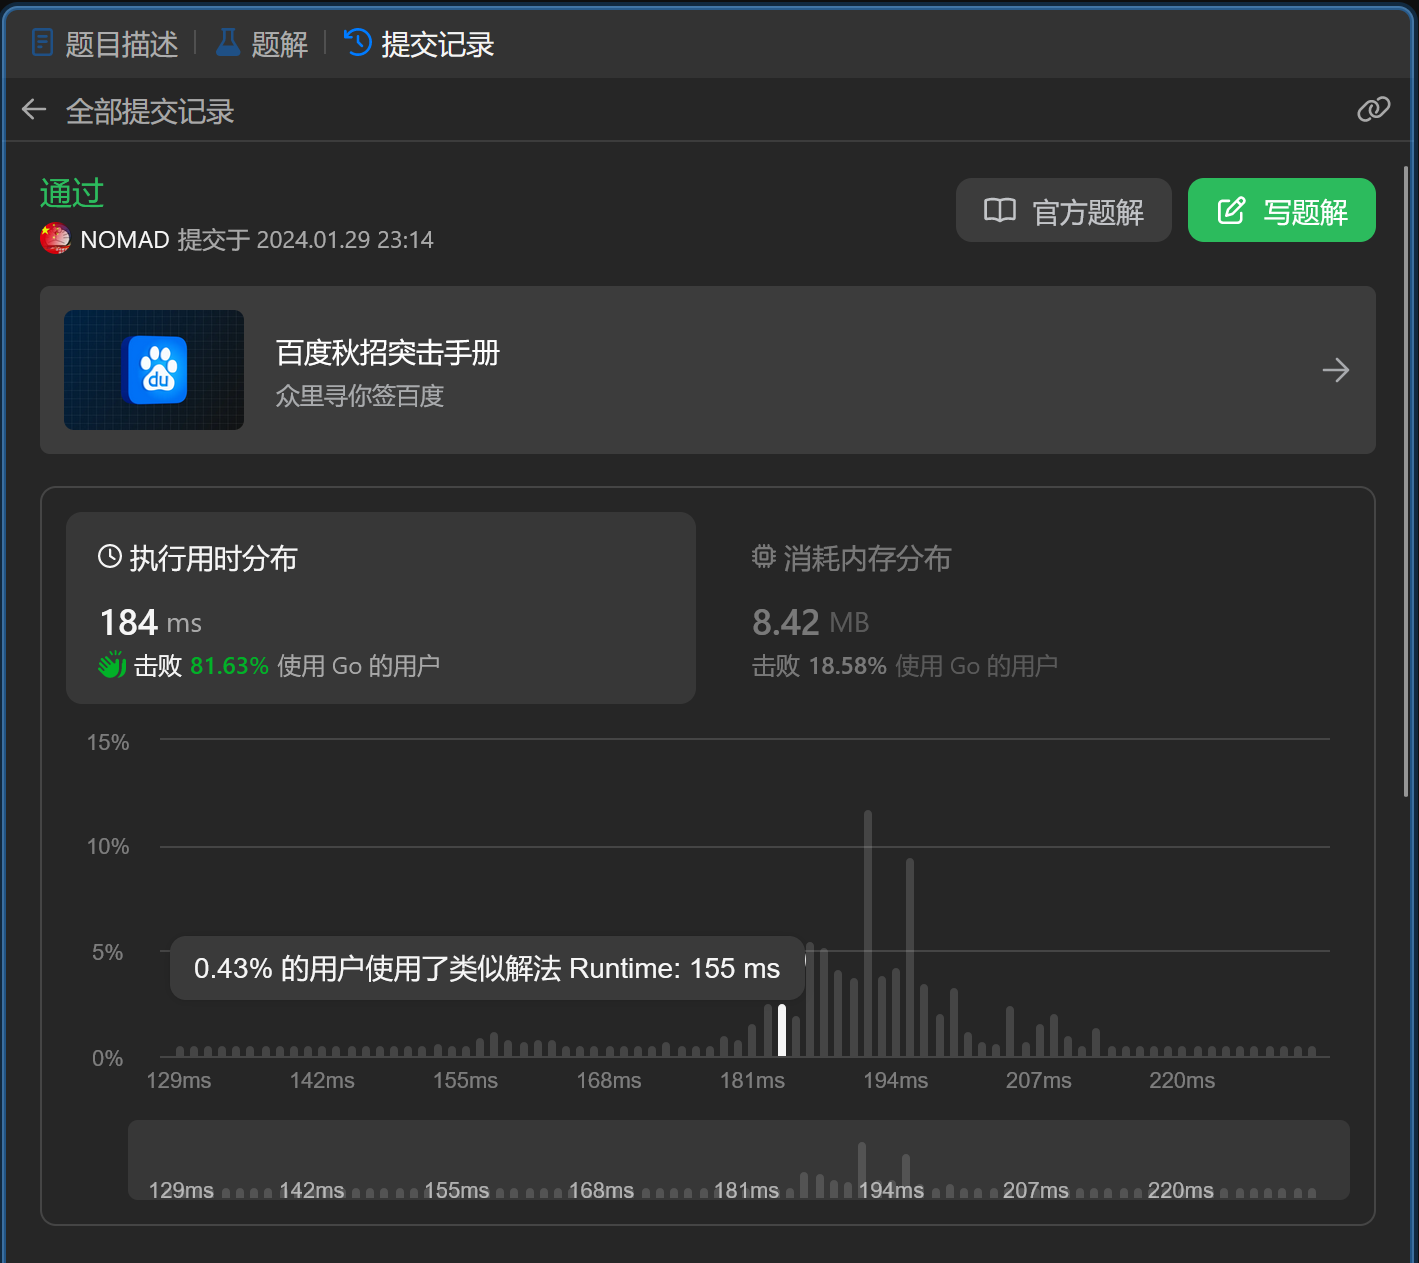 题目描述 | 题解 | 提交记录
全部提交记录
通过
NOMAD 提交于 2024.01.29 23:14
官方题解
写题解
du
百度秋招突击手册
众里寻你签百度
执行用时分布
184 ms
击败 81.63% 使用 Go 的用户
消耗内存分布
8.42 MB
击败 18.58% 使用 Go 的用户
15%
10%
5%
0%
0.43% 的用户使用了类似解法 Runtime: 155 ms
129ms 142ms 155ms 168ms 181ms 194ms 207ms 220ms
129ms 142ms 155ms 168ms 181ms 194ms 207ms 220ms